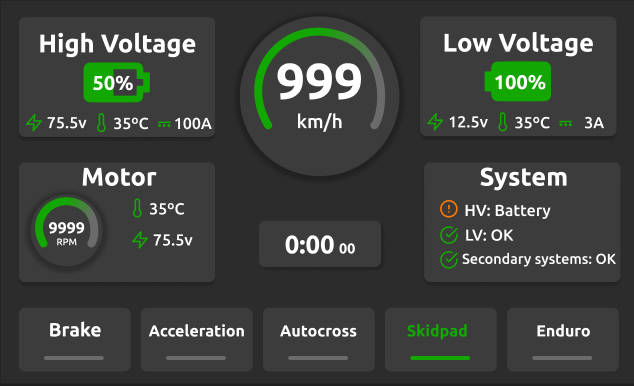 High Voltage
50%
75.5v 35ºC 100A
999
km/h
Low Voltage
100%
12.5v 35ºC 3A
Motor
9999
RPM
35ºC
75.5v
0:00 00
System
HV: Battery
LV: OK
Secondary systems: OK
Brake
Acceleration
Autocross
Skidpad
Enduro